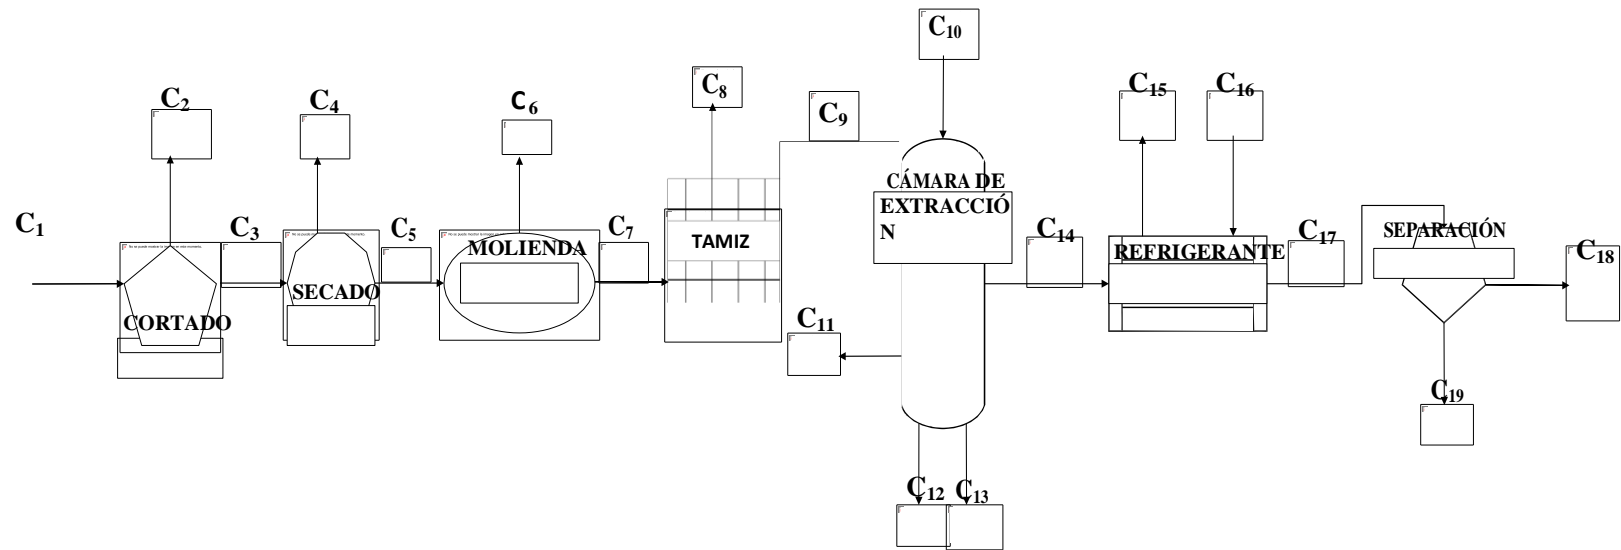 C10
C2
C4
C6
C8
C9
C15
C16
C1
C3
C5
MOLIENDA
C7
TAMIZ
CÁMARA DE
EXTRACCIÓ
N
C14
REFRIGERANTE
C17
SEPARACIÓN
C18
SECADO
CORTADO
C11
C19
C12
C13